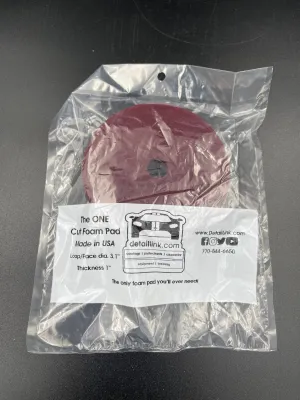 The ONE
Cut Foam Pad
Made in USA
Loop/Face dia. 3.1"
Thickness 1"
detailink.com
www.DetailInk.com
The only foam pad you'll ever need!